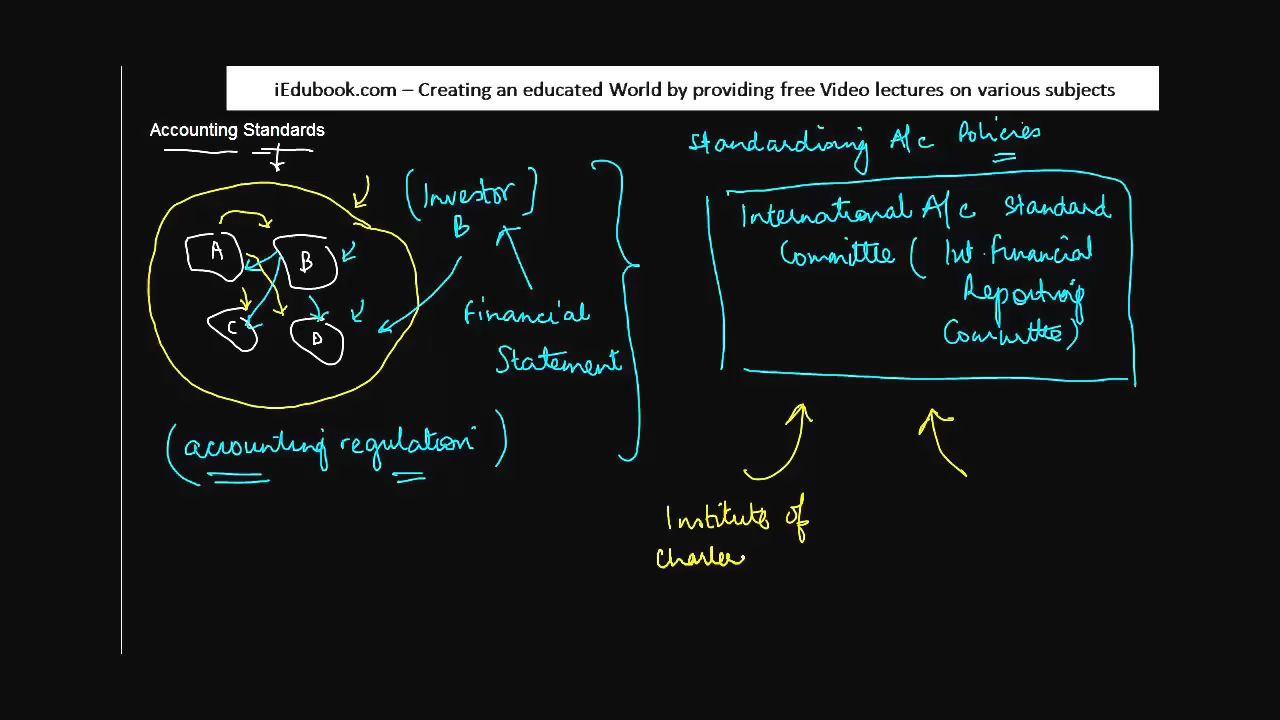 iEdubook.com – Creating an educated World by providing free Video lectures on various subjects
Accounting Standards
A
B
C
D
(Investor]
B
Financial
Statement
(accounting regulation)
Standardising A/c Policies
International A/c Standard
Committee ( Int. Financial
Reporting
Committee)
Institute of
Charte